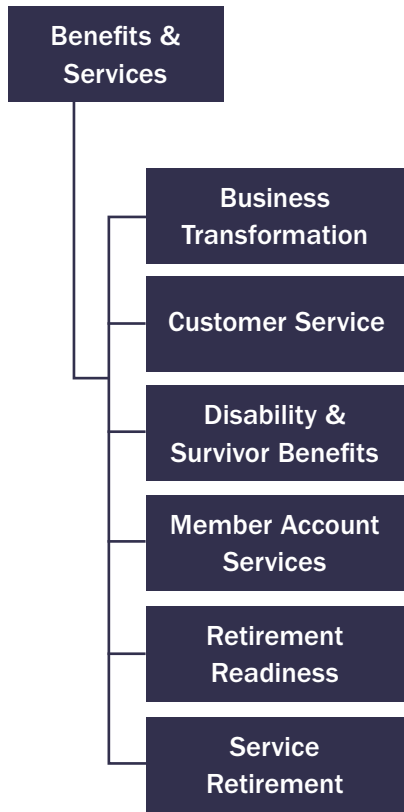 Benefits &
Services
Business
Transformation
Customer Service
Disability &
Survivor Benefits
Member Account
Services
Retirement
Readiness
Service
Retirement